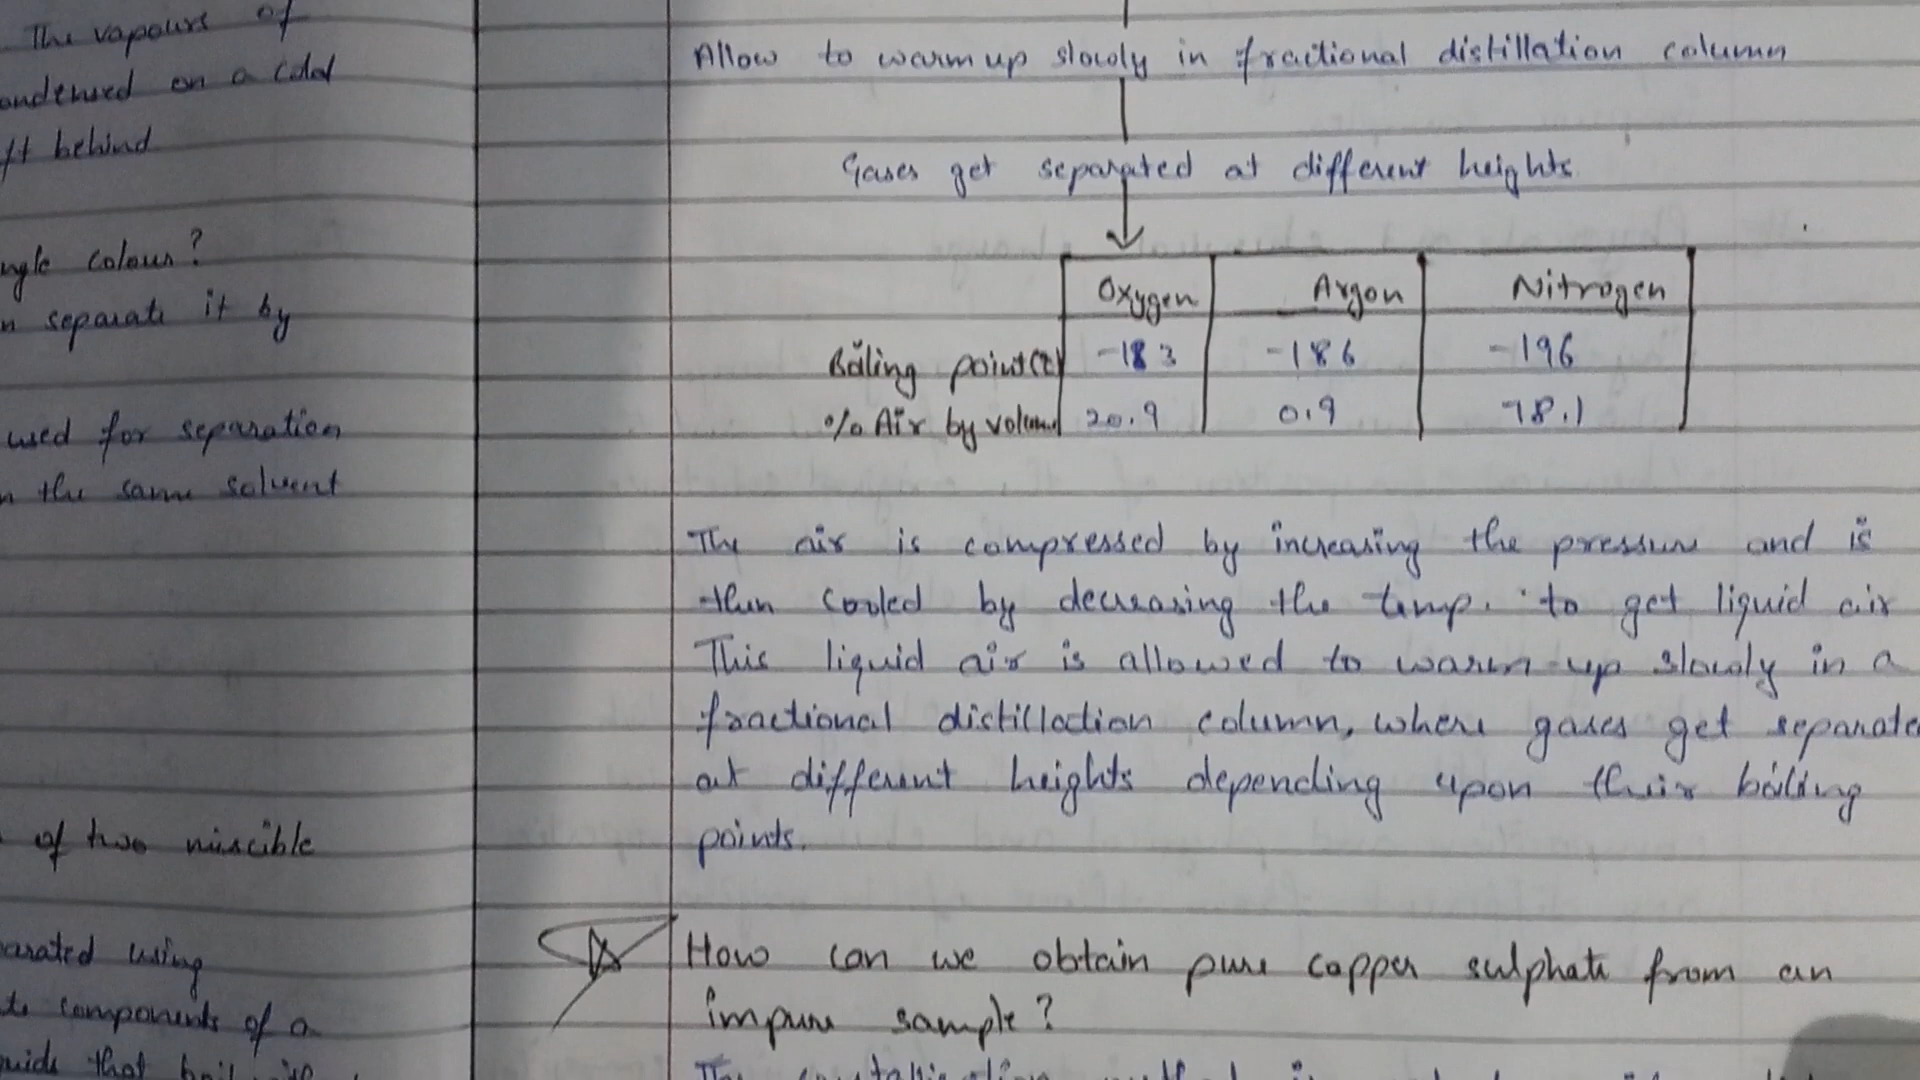 The vapours of
ondensed on a cold
ft behind
ngle colour?
n separate it by
used for separation
n the same solvent
of two miscible
arated using
components of a
quids that
Allow to warm up slowly in fractional distillation column
Gases get separated at different heights
Oxygen Argon Nitrogen
Boiling point -183 -186 -196
% Air by volume 20.9 0.9 78.1
The air is compressed by increasing the pressure and is
then cooled by decreasing the temp. to get liquid air
This liquid air is allowed to warm up slowly in a
fractional distillation column, where gases get separate
at different heights depending upon their boiling
points.
How can we obtain pure copper sulphate from an
impure sample?